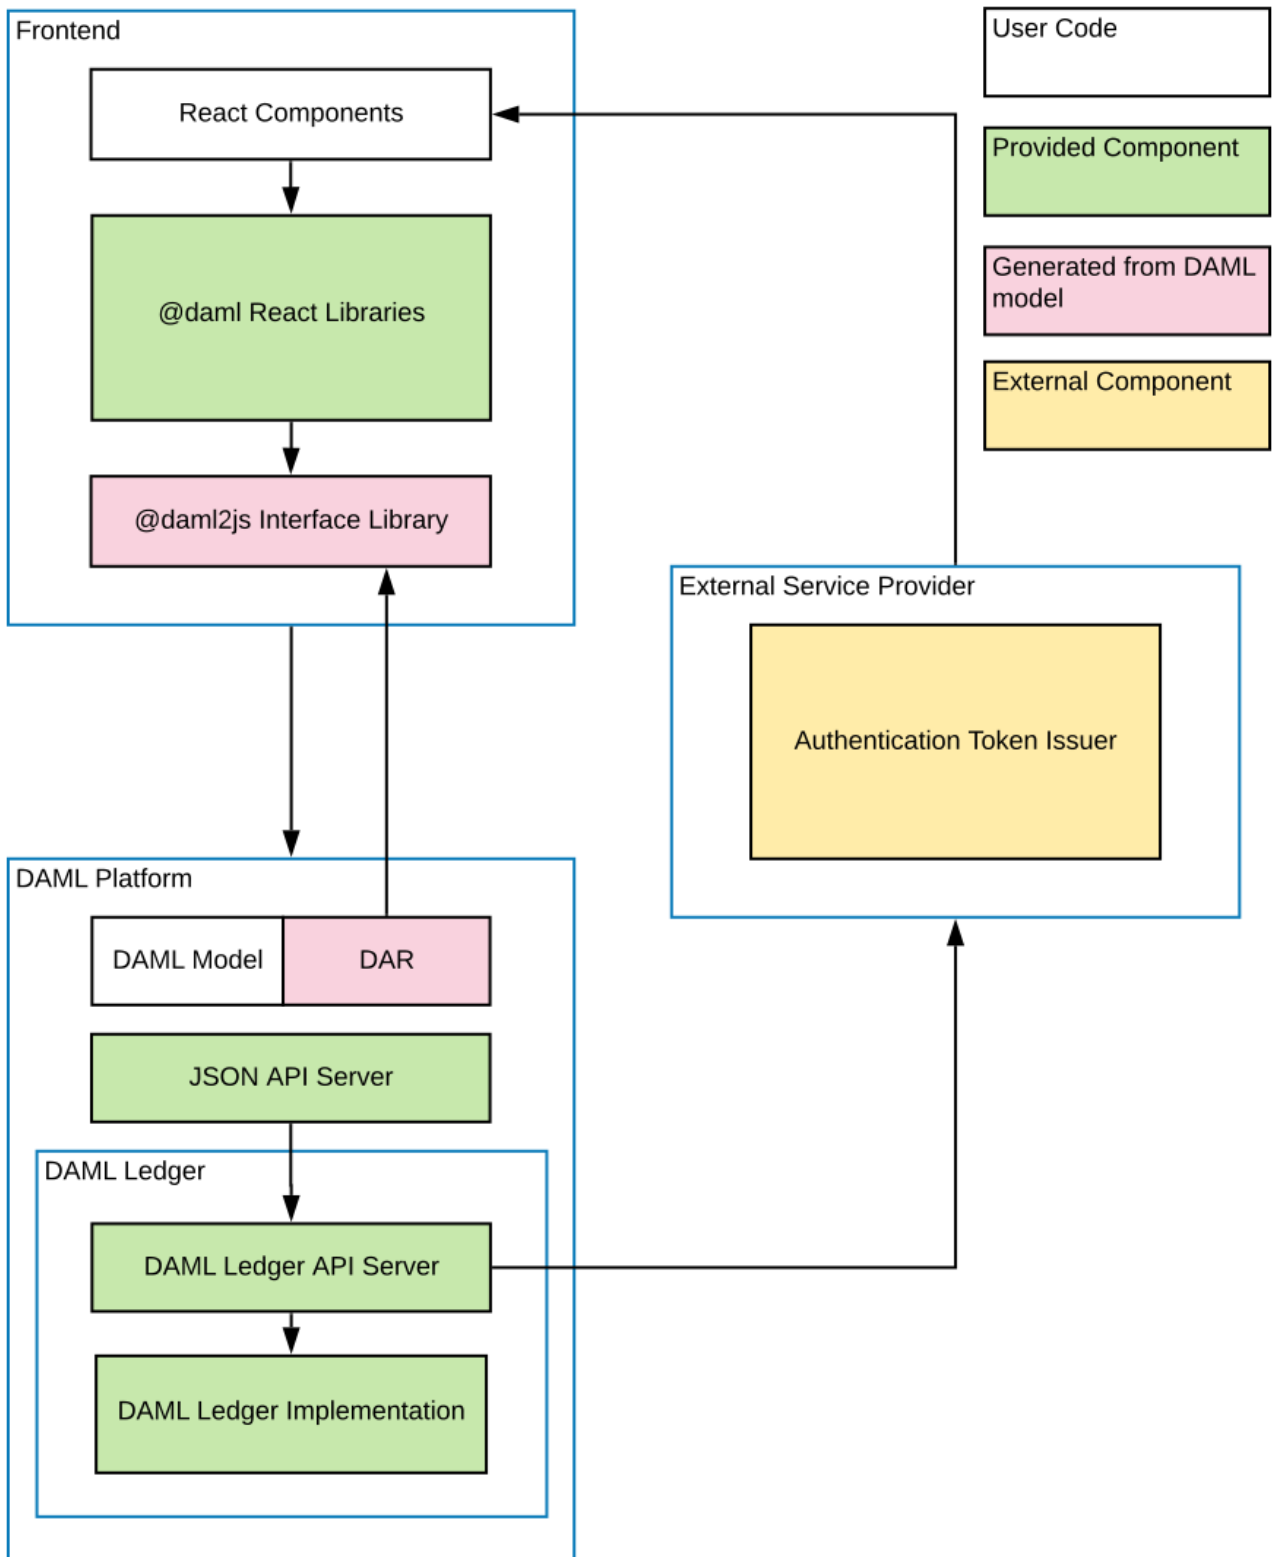 Frontend
React Components
@daml React Libraries
@daml2js Interface Library
User Code
Provided Component
Generated from DAML
model
External Component
External Service Provider
Authentication Token Issuer
DAML Platform
DAML Model
DAR
JSON API Server
DAML Ledger
DAML Ledger API Server
DAML Ledger Implementation